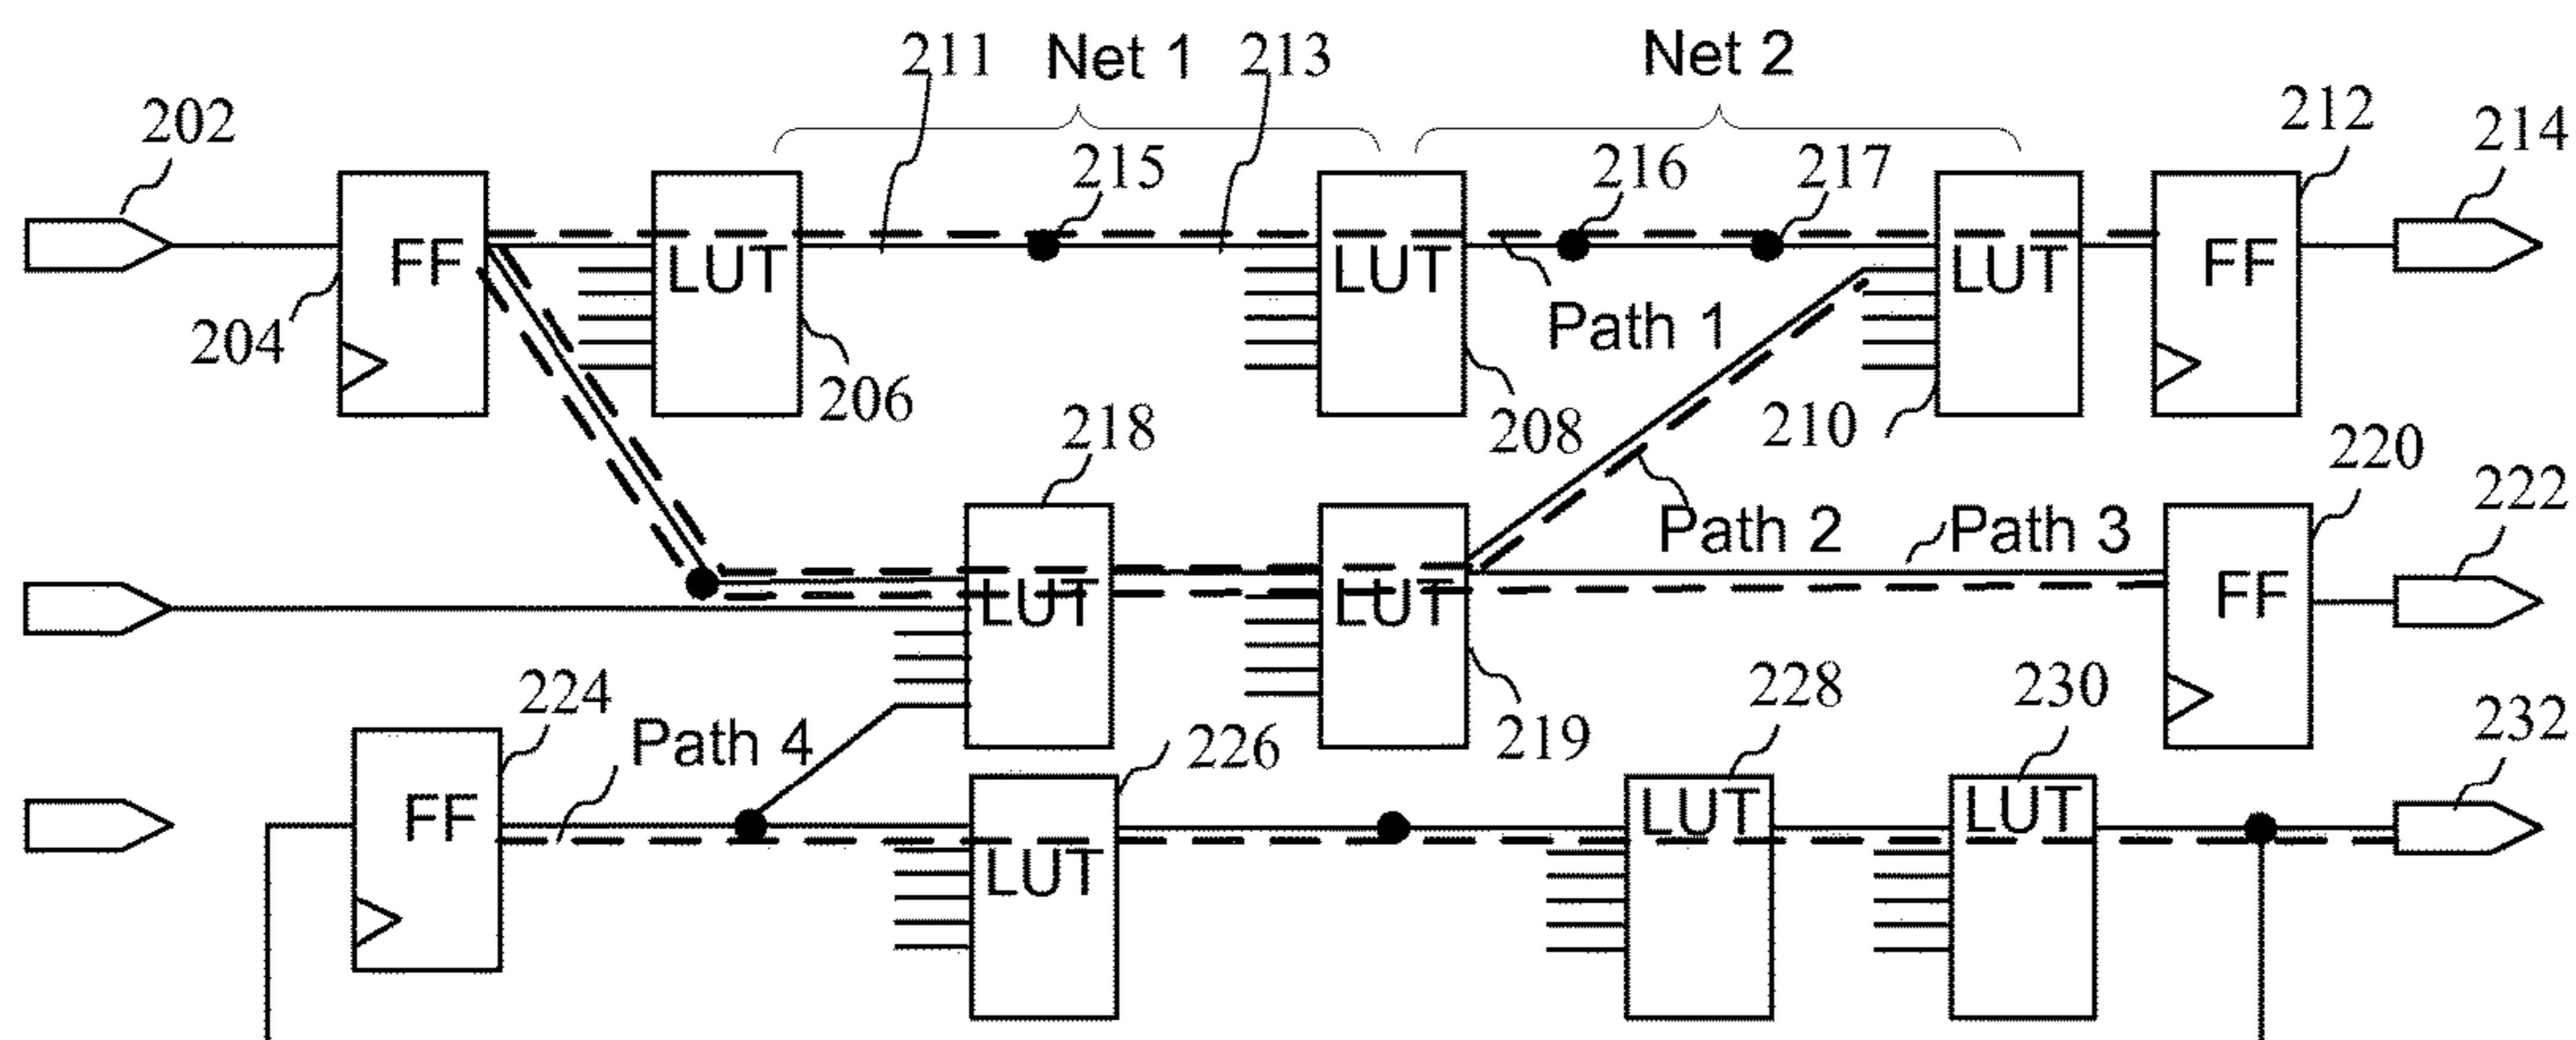 211 Net 1 213 Net 2
202 212 214
215 216 217
FF LUT LUT LUT FF
204 206 Path 1
218 208 210 220
222
Path 2 Path 3
LUT LUT FF
224 228 230 232
Path 4 226 219
FF LUT LUT LUT